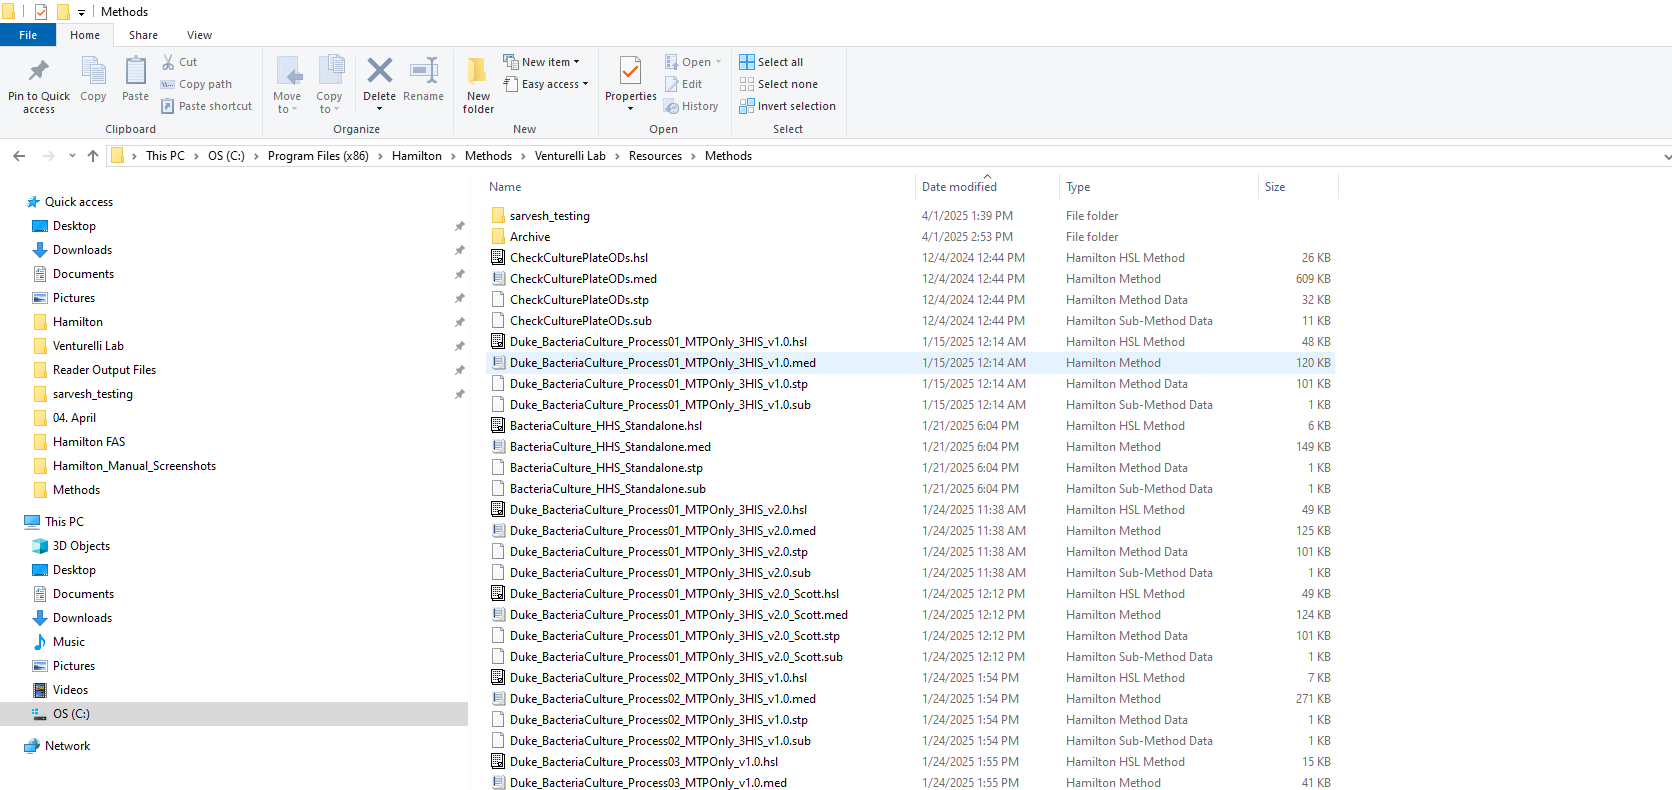 Methods
File Home Share View
Pin to Quick access
Copy
Paste
Cut
Copy path
Paste shortcut
Clipboard
Move to
Copy to
Delete
Rename
Organize
New folder
New item
Easy access
New
Properties
Open
Edit
History
Open
Select all
Select none
Invert selection
Select
This PC > OS (C:) > Program Files (x86) > Hamilton > Methods > Venturelli Lab > Resources > Methods
Quick access
Desktop
Downloads
Documents
Pictures
Hamilton
Venturelli Lab
Reader Output Files
sarvesh_testing
04. April
Hamilton FAS
Hamilton_Manual_Screenshots
Methods
This PC
3D Objects
Desktop
Documents
Downloads
Music
Pictures
Videos
OS (C:)
Network
Name Date modified Type Size
sarvesh_testing 4/1/2025 1:39 PM File folder
Archive 4/1/2025 2:53 PM File folder
CheckCulturePlateODs.hsl 12/4/2024 12:44 PM Hamilton HSL Method 26 KB
CheckCulturePlateODs.med 12/4/2024 12:44 PM Hamilton Method 609 KB
CheckCulturePlateODs.stp 12/4/2024 12:44 PM Hamilton Method Data 32 KB
CheckCulturePlateODs.sub 12/4/2024 12:44 PM Hamilton Sub-Method Data 11 KB
Duke_BacteriaCulture_Process01_MTPOnly_3HIS_v1.0.hsl 1/15/2025 12:14 AM Hamilton HSL Method 48 KB
Duke_BacteriaCulture_Process01_MTPOnly_3HIS_v1.0.med 1/15/2025 12:14 AM Hamilton Method 120 KB
Duke_BacteriaCulture_Process01_MTPOnly_3HIS_v1.0.stp 1/15/2025 12:14 AM Hamilton Method Data 101 KB
Duke_BacteriaCulture_Process01_MTPOnly_3HIS_v1.0.sub 1/15/2025 12:14 AM Hamilton Sub-Method Data 1 KB
BacteriaCulture_HHS_Standalone.hsl 1/21/2025 6:04 PM Hamilton HSL Method 6 KB
BacteriaCulture_HHS_Standalone.med 1/21/2025 6:04 PM Hamilton Method 149 KB
BacteriaCulture_HHS_Standalone.stp 1/21/2025 6:04 PM Hamilton Method Data 1 KB
BacteriaCulture_HHS_Standalone.sub 1/21/2025 6:04 PM Hamilton Sub-Method Data 1 KB
Duke_BacteriaCulture_Process01_MTPOnly_3HIS_v2.0.hsl 1/24/2025 11:38 AM Hamilton HSL Method 49 KB
Duke_BacteriaCulture_Process01_MTPOnly_3HIS_v2.0.med 1/24/2025 11:38 AM Hamilton Method 125 KB
Duke_BacteriaCulture_Process01_MTPOnly_3HIS_v2.0.stp 1/24/2025 11:38 AM Hamilton Method Data 101 KB
Duke_BacteriaCulture_Process01_MTPOnly_3HIS_v2.0.sub 1/24/2025 11:38 AM Hamilton Sub-Method Data 1 KB
Duke_BacteriaCulture_Process01_MTPOnly_3HIS_v2.0_Scott.hsl 1/24/2025 12:12 PM Hamilton HSL Method 49 KB
Duke_BacteriaCulture_Process01_MTPOnly_3HIS_v2.0_Scott.med 1/24/2025 12:12 PM Hamilton Method 124 KB
Duke_BacteriaCulture_Process01_MTPOnly_3HIS_v2.0_Scott.stp 1/24/2025 12:12 PM Hamilton Method Data 101 KB
Duke_BacteriaCulture_Process01_MTPOnly_3HIS_v2.0_Scott.sub 1/24/2025 12:12 PM Hamilton Sub-Method Data 1 KB
Duke_BacteriaCulture_Process02_MTPOnly_3HIS_v1.0.hsl 1/24/2025 1:54 PM Hamilton HSL Method 7 KB
Duke_BacteriaCulture_Process02_MTPOnly_3HIS_v1.0.med 1/24/2025 1:54 PM Hamilton Method 271 KB
Duke_BacteriaCulture_Process02_MTPOnly_3HIS_v1.0.stp 1/24/2025 1:54 PM Hamilton Method Data 1 KB
Duke_BacteriaCulture_Process02_MTPOnly_3HIS_v1.0.sub 1/24/2025 1:54 PM Hamilton Sub-Method Data 1 KB
Duke_BacteriaCulture_Process03_MTPOnly_v1.0.hsl 1/24/2025 1:55 PM Hamilton HSL Method 15 KB
Duke_BacteriaCulture_Process03_MTPOnly_v1.0.med 1/24/2025 1:55 PM Hamilton Method 41 KB